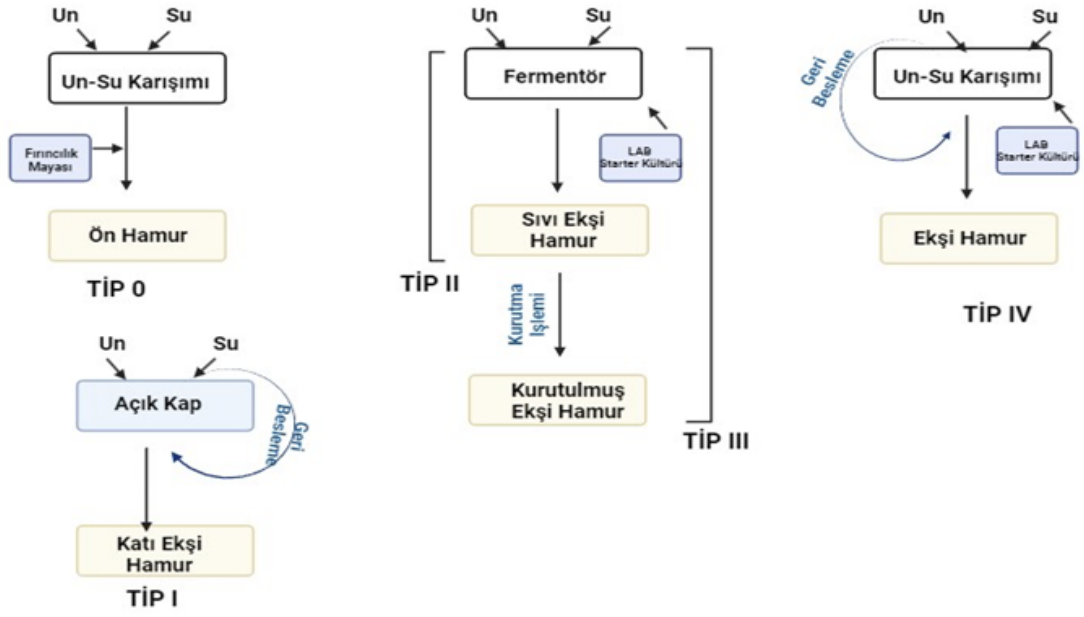 Un
Su
Un-Su Karışımı
Fırıncılık
Mayası
Ön Hamur
TİP 0
Un
Su
Açık Kap
Geri
Besleme
Katı Ekşi
Hamur
TİP I
Un
Su
Fermentör
LAB
Starter Kültürü
Sıvı Ekşi
Hamur
TİP II
Kurutma
İşlemi
Kurutulmuş
Ekşi Hamur
TİP III
Un
Su
Geri
Besleme
Un-Su Karışımı
LAB
Starter Kültürü
Ekşi Hamur
TİP IV